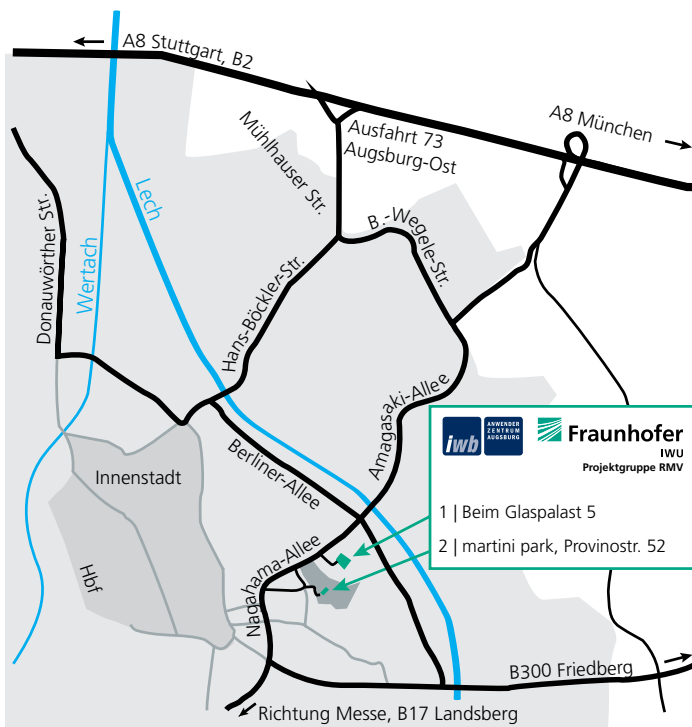 A8 Stuttgart, B2
A8 München
Ausfahrt 73
Augsburg-Ost
Mühlhauser Str.
B.-Wegele-Str.
Donauwörther Str.
Wertach
Lech
Hans-Böckler-Str.
Amagasaki-Allee
Berliner-Allee
Innenstadt
Hbf
Nagahama-Allee
iwb
ANWENDER
ZENTRUM
AUGSBURG
Fraunhofer
IWU
Projektgruppe RMV
1 | Beim Glaspalast 5
2 | martini park, Provinostr. 52
B300 Friedberg
Richtung Messe, B17 Landsberg